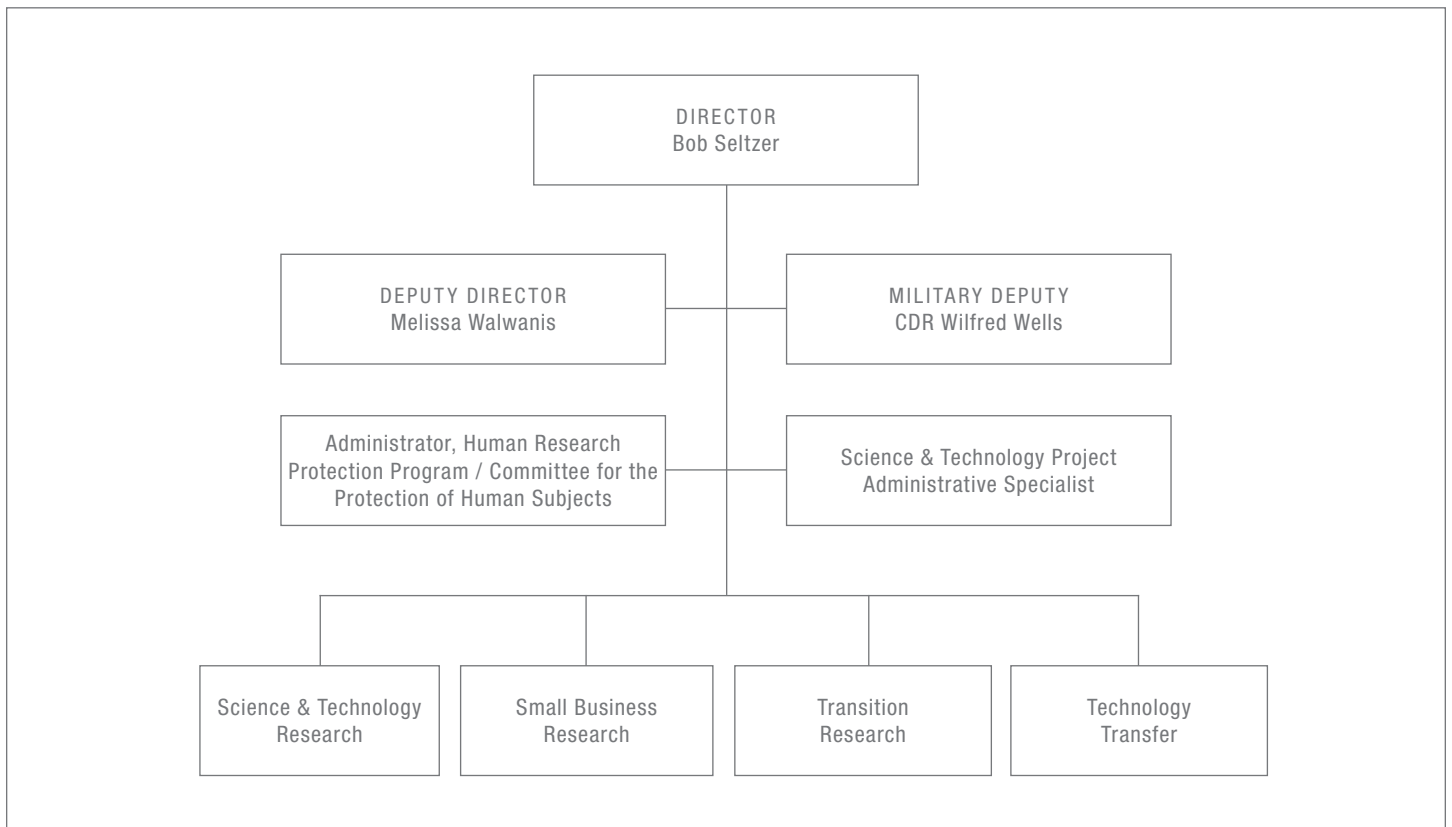 DIRECTOR
Bob Seltzer
DEPUTY DIRECTOR
Melissa Walwanis
MILITARY DEPUTY
CDR Wilfred Wells
Administrator, Human Research
Protection Program / Committee for the
Protection of Human Subjects
Science & Technology Project
Administrative Specialist
Science & Technology
Research
Small Business
Research
Transition
Research
Technology
Transfer